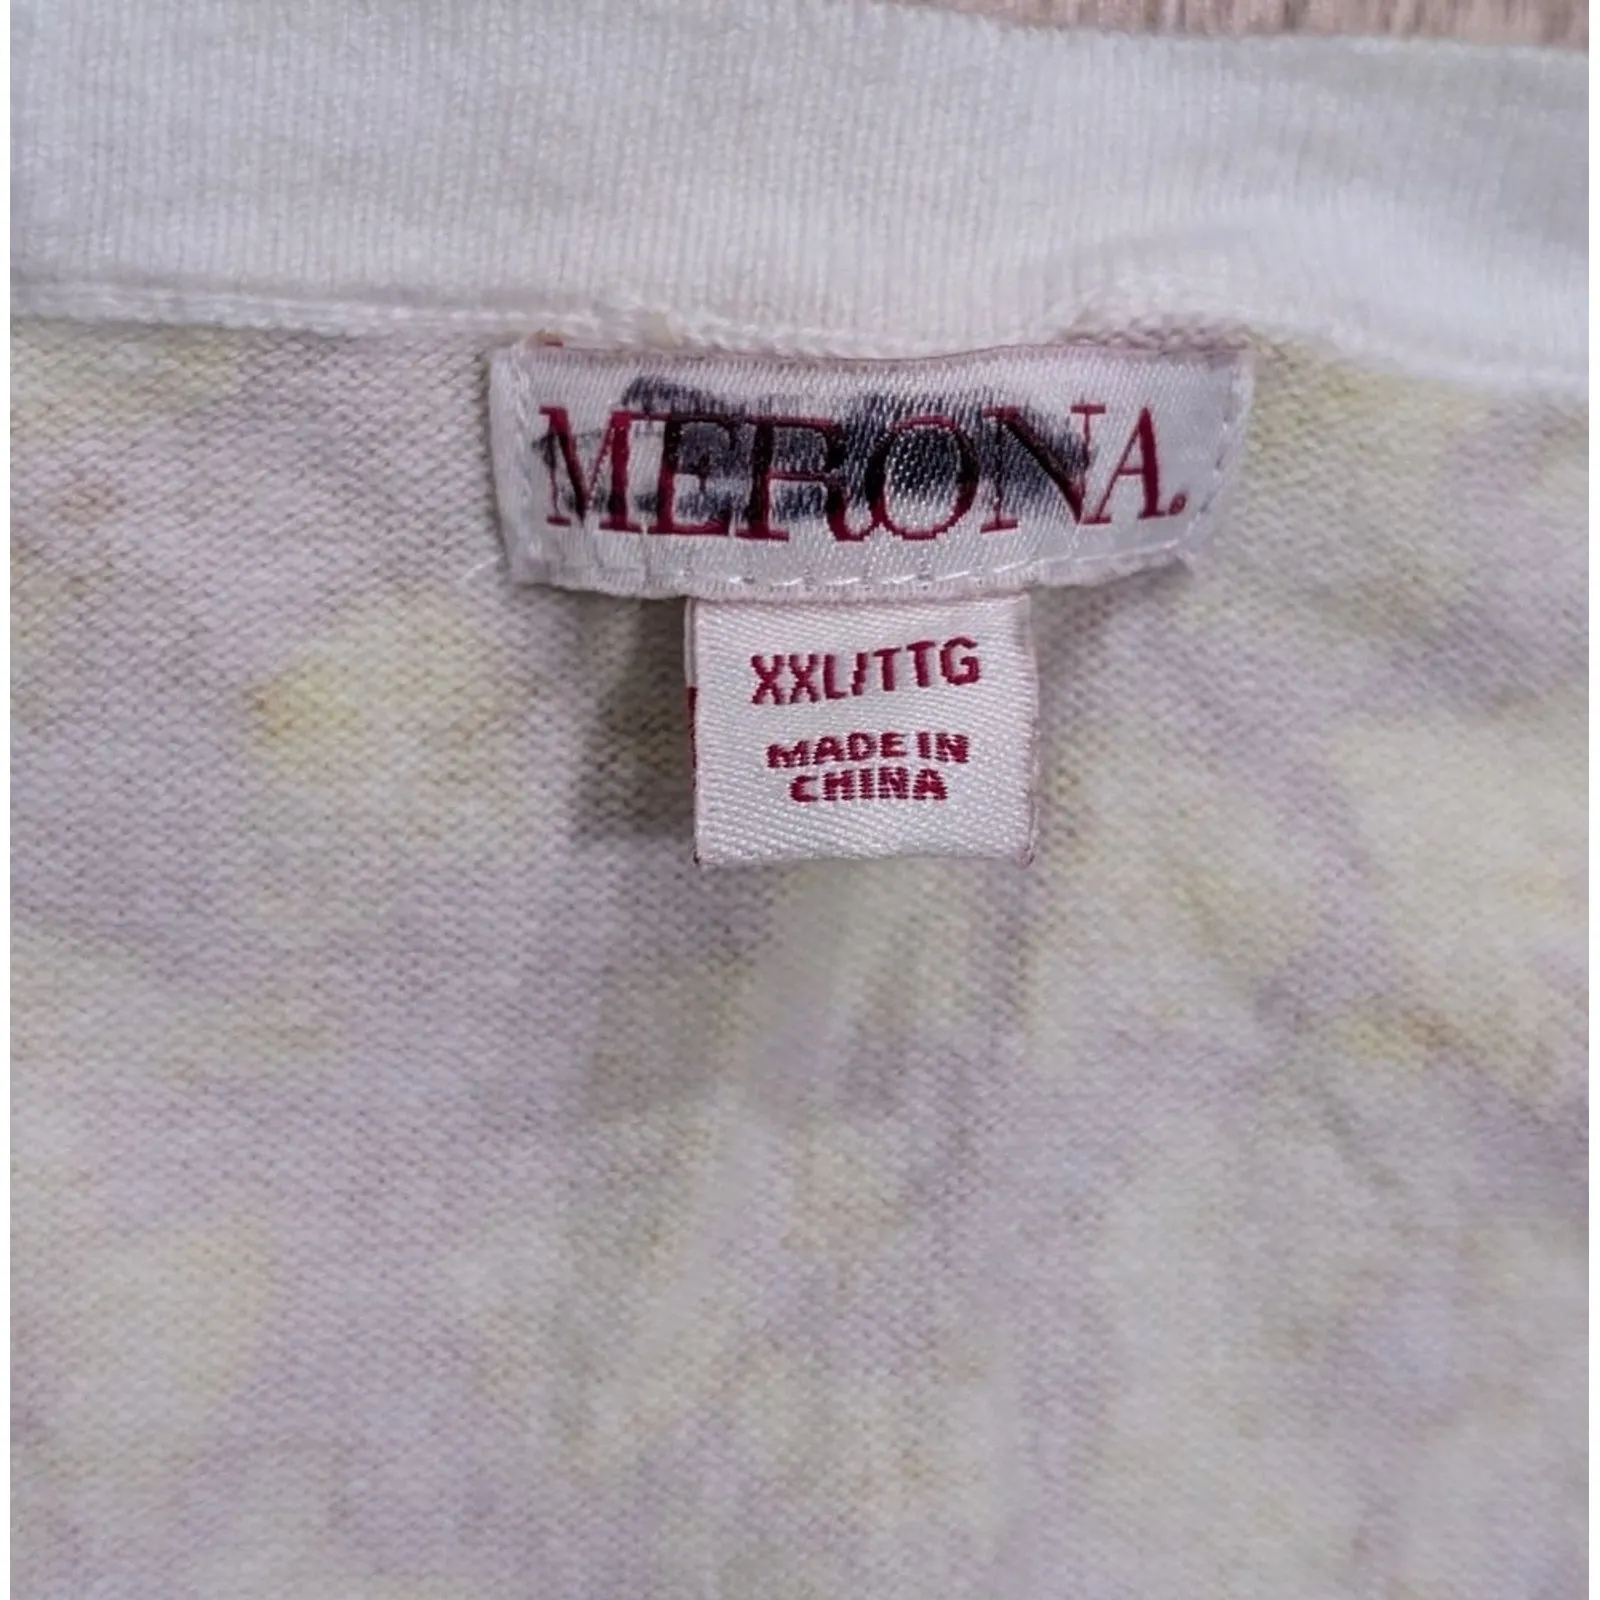 MERONA.
XXL/TTG
MADE IN
CHINA